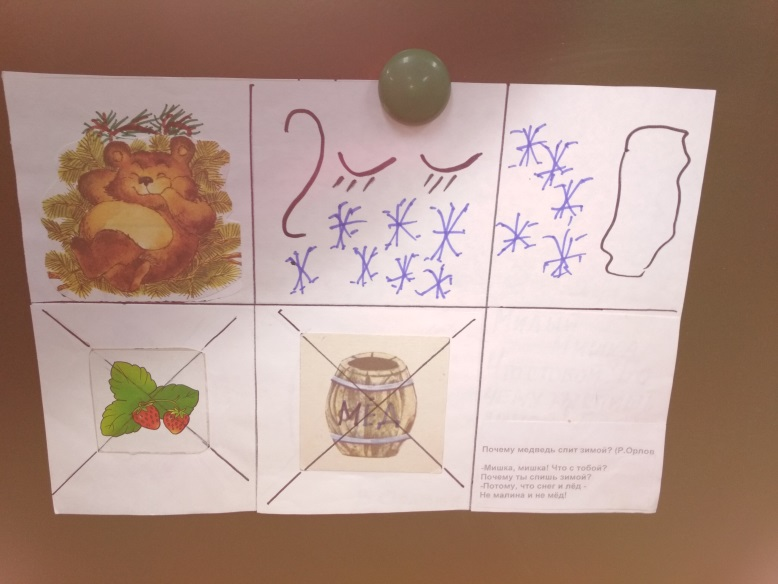 МЁД
Почему медведь спит зимой? (Р.Орлов
-Мишка, мишка! Что с тобой?
Почему ты спишь зимой?
-Потому, что снег и лёд -
Не малина и не мёд!